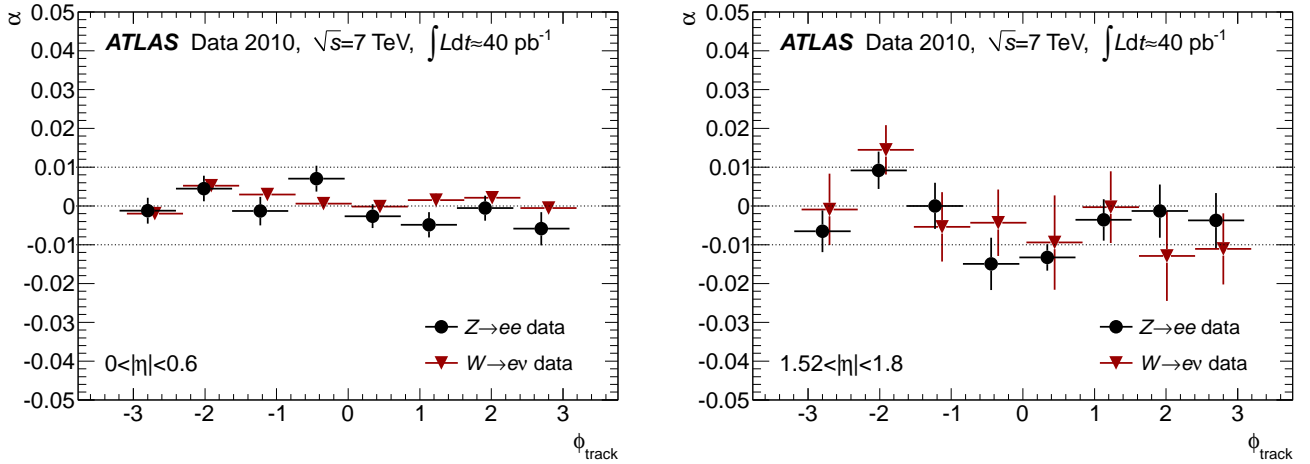 α
0.05
ATLAS Data 2010, √s=7 TeV, ∫Ldt≈40 pb⁻¹
0.04
0.03
0.02
0.01
0
-0.01
-0.02
-0.03
Z→ee data
-0.04
0<|η|<0.6
W→eν data
-0.05
-3 -2 -1 0 1 2 3
ϕtrack
α
0.05
ATLAS Data 2010, √s=7 TeV, ∫Ldt≈40 pb⁻¹
0.04
0.03
0.02
0.01
0
-0.01
-0.02
-0.03
Z→ee data
-0.04
1.52<|η|<1.8
W→eν data
-0.05
-3 -2 -1 0 1 2 3
ϕtrack